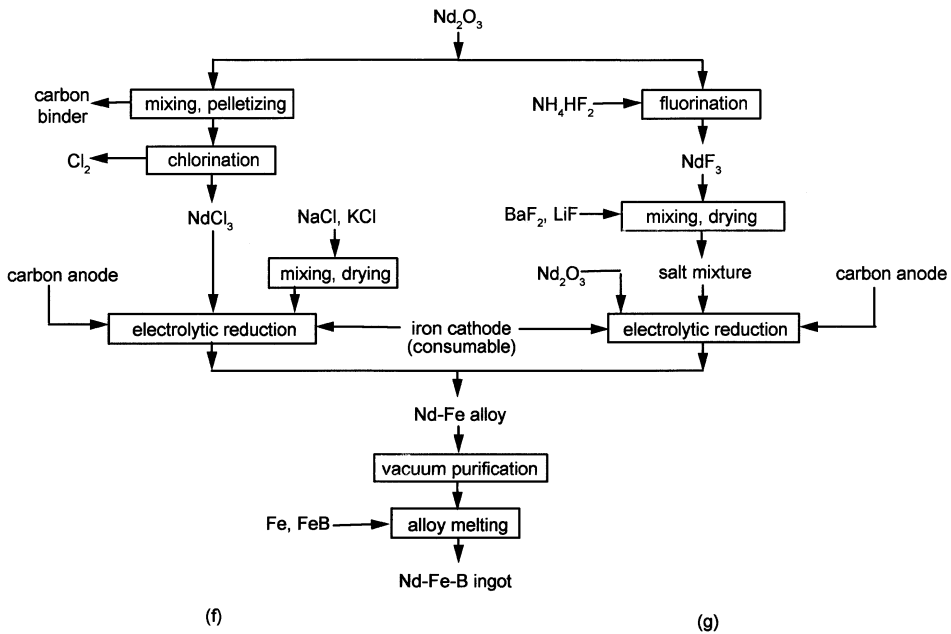 Nd₂O₃
carbon
binder
mixing, pelletizing
NH₄HF₂
fluorination
Cl₂
chlorination
NdF₃
NdCl₃
NaCl, KCl
BaF₂, LiF
mixing, drying
carbon anode
mixing, drying
Nd₂O₃
salt mixture
carbon anode
electrolytic reduction
iron cathode
(consumable)
electrolytic reduction
Nd-Fe alloy
vacuum purification
Fe, FeB
alloy melting
Nd-Fe-B ingot
(f)
(g)